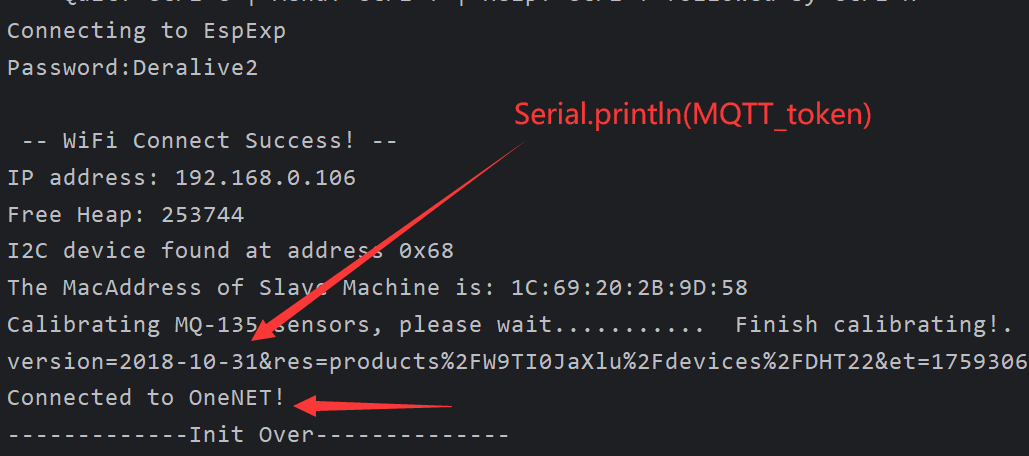 Connecting to EspExp
Password:Deralive2
Serial.println(MQTT_token)
-- WiFi Connect Success! --
IP address: 192.168.0.106
Free Heap: 253744
I2C device found at address 0x68
The MacAddress of Slave Machine is: 1C:69:20:2B:9D:58
Calibrating MQ-135 sensors, please wait........... Finish calibrating!.
version=2018-10-31&res=products%2FW9TI0JaXlu%2Fdevices%2FDHT22&et=1759306
Connected to OneNET!
-------------Init Over--------------